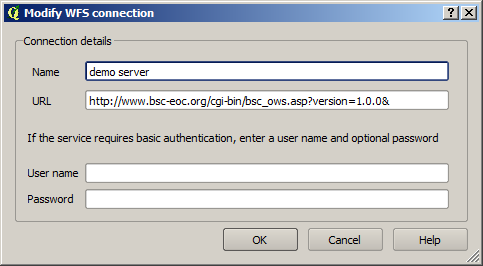 Modify WFS connection
Connection details
Name demo server
URL http://www.bsc-eoc.org/cgi-bin/bsc_ows.asp?version=1.0.0&
If the service requires basic authentication, enter a user name and optional password
User name
Password
OK Cancel Help